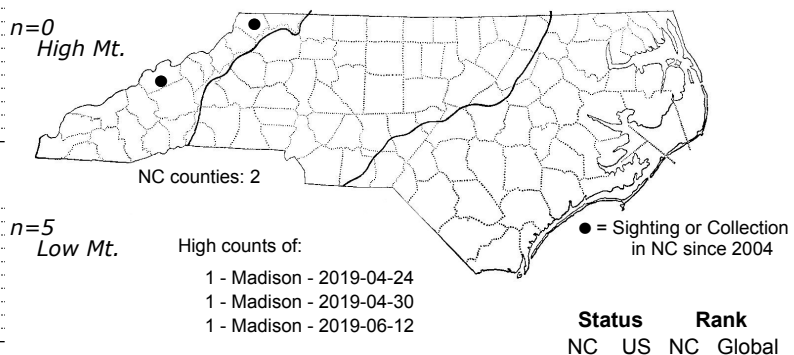 n=0
High Mt.
NC counties: 2
n=5
Low Mt.
High counts of:
1 - Madison - 2019-04-24
1 - Madison - 2019-04-30
1 - Madison - 2019-06-12
● = Sighting or Collection
in NC since 2004
Status Rank
NC US NC Global